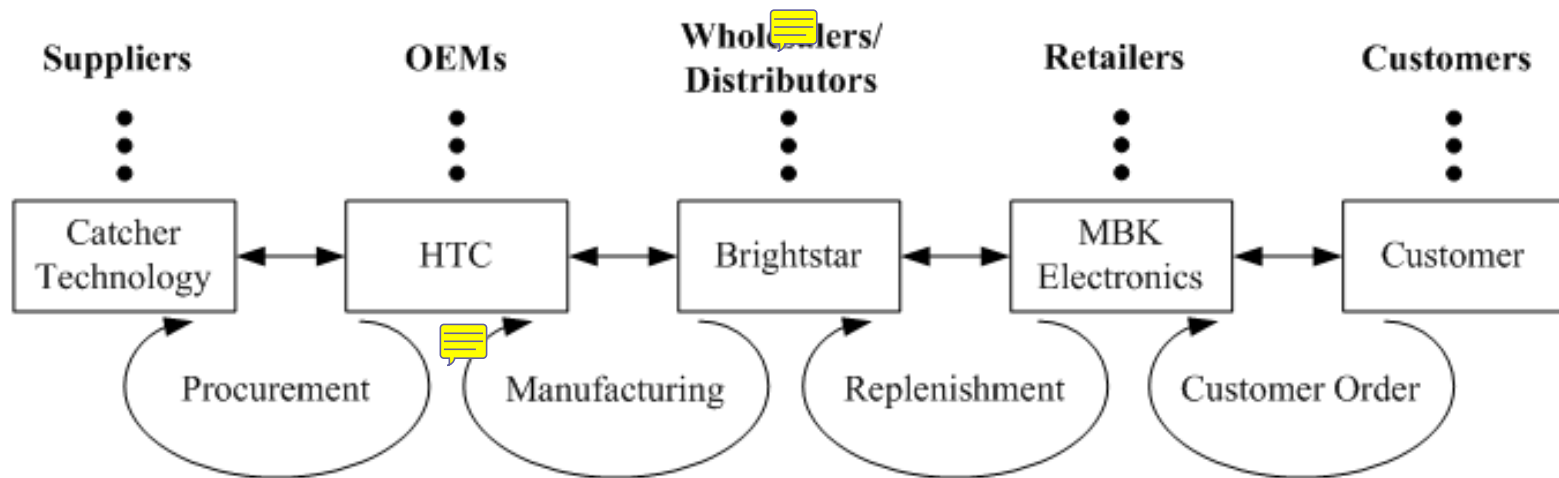 Suppliers
OEMs
Wholesalers/
Distributors
Retailers
Customers
Catcher
Technology
HTC
Brightstar
MBK
Electronics
Customer
Procurement
Manufacturing
Replenishment
Customer Order